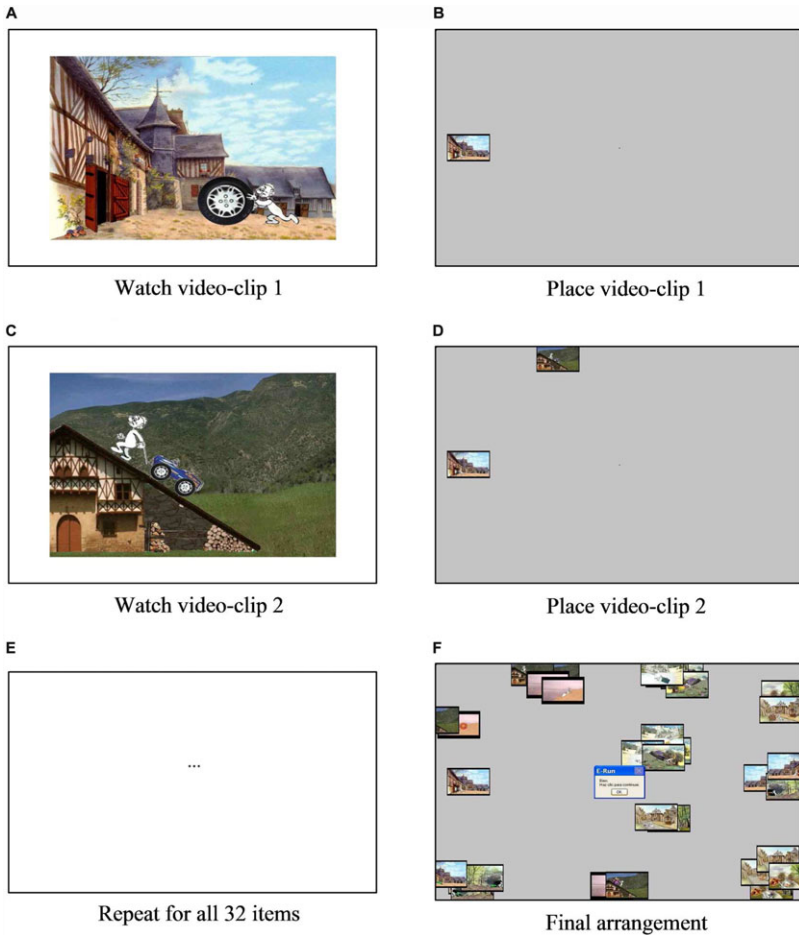 A
B
Watch video-clip 1
Place video-clip 1
C
D
Watch video-clip 2
Place video-clip 2
E
F
E-Run
OK
...
Repeat for all 32 items
Final arrangement